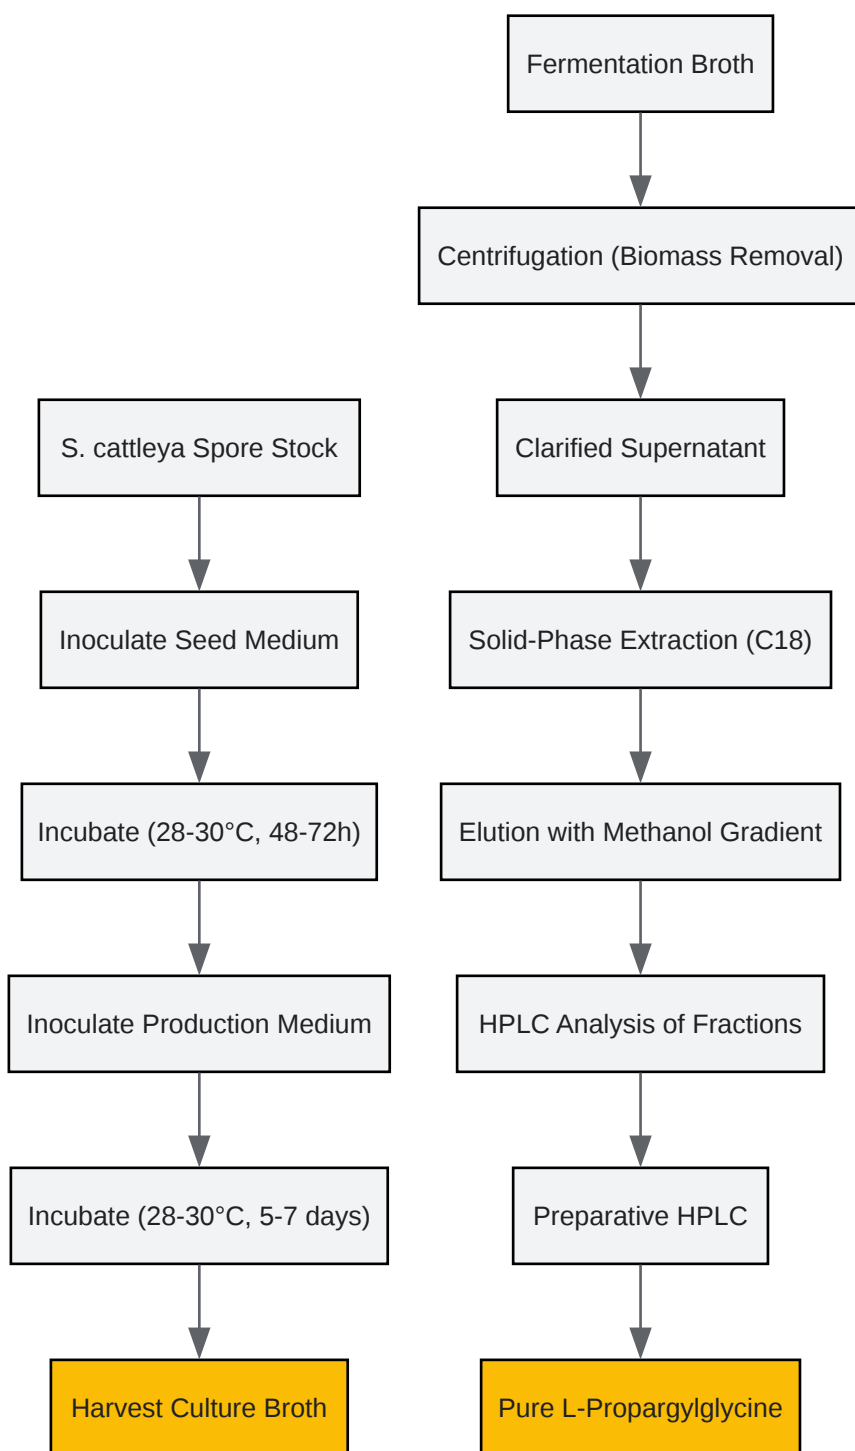 Fermentation Broth
Centrifugation (Biomass Removal)
S. cattleya Spore Stock
Clarified Supernatant
Inoculate Seed Medium
Solid-Phase Extraction (C18)
Incubate (28-30°C, 48-72h)
Elution with Methanol Gradient
Inoculate Production Medium
HPLC Analysis of Fractions
Incubate (28-30°C, 5-7 days)
Preparative HPLC
Harvest Culture Broth
Pure L-Propargylglycine